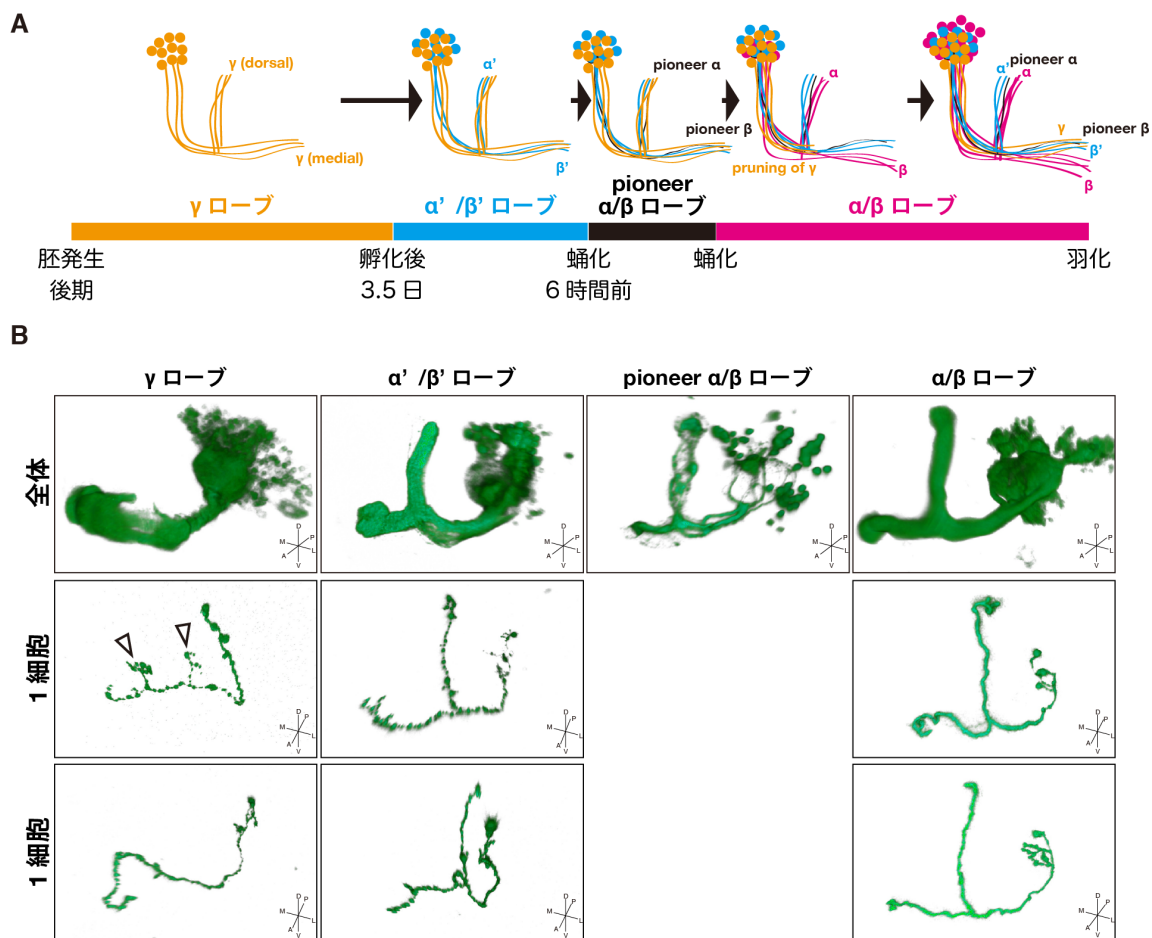 A
γ (dorsal)
γ (medial)
α’
β’
pioneer α
pioneer β
α
pruning of γ
β
α’
pioneer α
α
γ
pioneer β
β’
β
γ ローブ
α’ /β’ ローブ
pioneer
α/β ローブ
α/β ローブ
胚発生
後期
孵化後
3.5 日
蛹化
6 時間前
蛹化
羽化
B
γ ローブ
α’ /β’ ローブ
pioneer α/β ローブ
α/β ローブ
全体
D
P
M
L
A
V
D
P
M
L
A
V
D
P
M
L
A
V
D
P
M
L
A
V
1 細胞
D
P
M
L
A
V
D
P
M
L
A
V
D
P
M
L
A
V
1 細胞
D
P
M
L
A
V
D
P
M
L
A
V
D
P
M
L
A
V